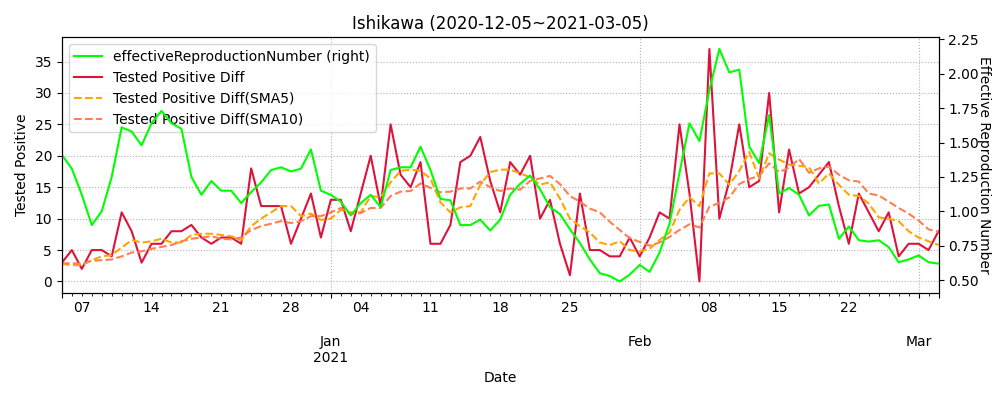 Ishikawa (2020-12-05~2021-03-05)
effectiveReproductionNumber (right)
Tested Positive Diff
Tested Positive Diff(SMA5)
Tested Positive Diff(SMA10)
Tested Positive
35
30
25
20
15
10
5
0
2.25
2.00
1.75
1.50
1.25
1.00
0.75
0.50
Effective Reproduction Number
07 14 21 28 04 11 18 25 08 15 22
Jan Feb Mar
2021
Date